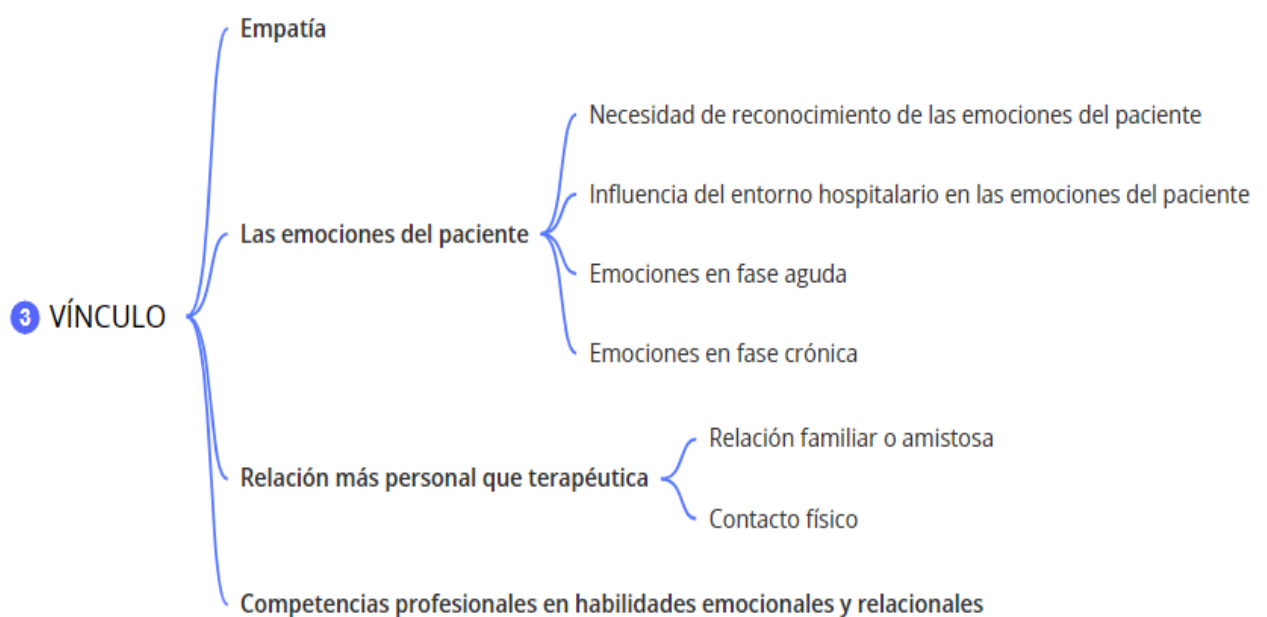 3 VÍNCULO
Empatía
Las emociones del paciente
Necesidad de reconocimiento de las emociones del paciente
Influencia del entorno hospitalario en las emociones del paciente
Emociones en fase aguda
Emociones en fase crónica
Relación más personal que terapéutica
Relación familiar o amistosa
Contacto físico
Competencias profesionales en habilidades emocionales y relacionales